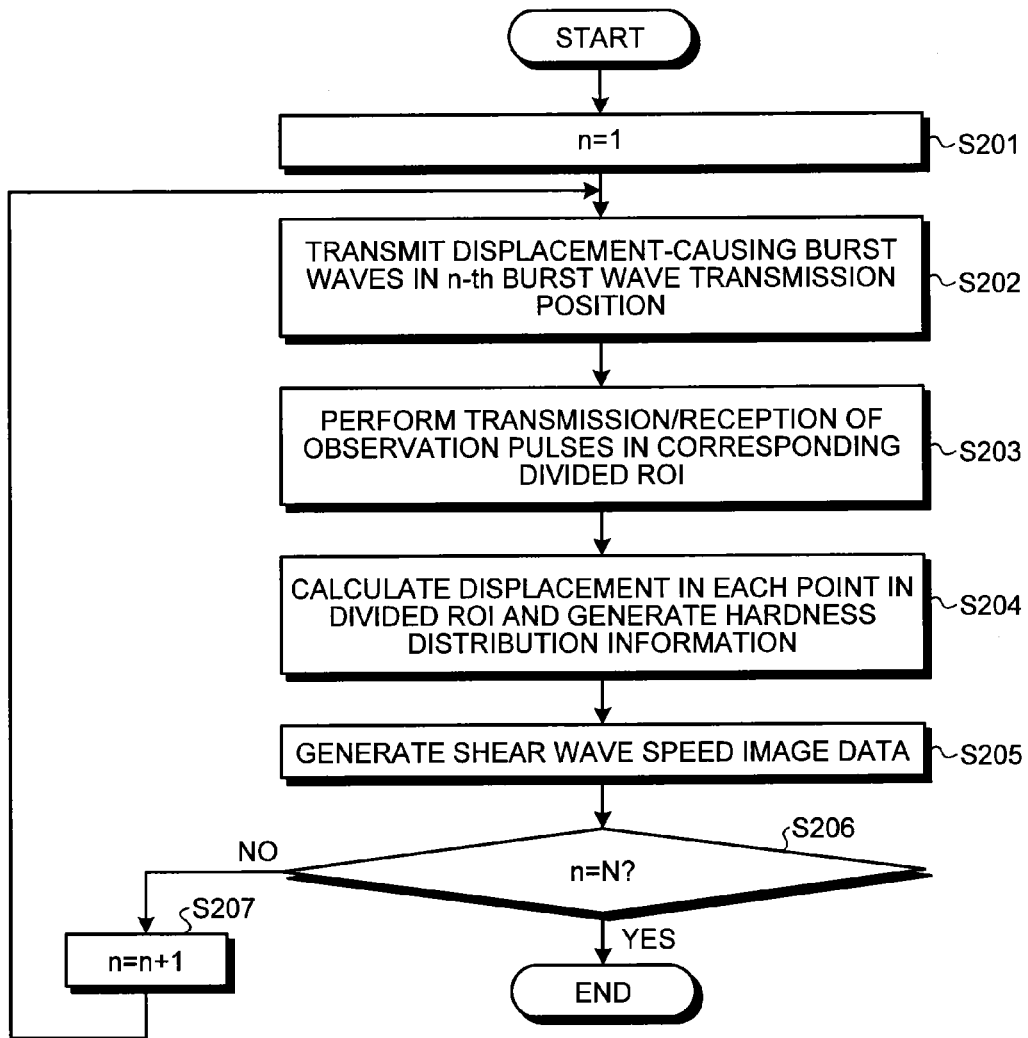 START
n=1
S201
TRANSMIT DISPLACEMENT-CAUSING BURST
WAVES IN n-th BURST WAVE TRANSMISSION
POSITION
S202
PERFORM TRANSMISSION/RECEPTION OF
OBSERVATION PULSES IN CORRESPONDING
DIVIDED ROI
S203
CALCULATE DISPLACEMENT IN EACH POINT IN
DIVIDED ROI AND GENERATE HARDNESS
DISTRIBUTION INFORMATION
S204
GENERATE SHEAR WAVE SPEED IMAGE DATA
S205
n=N?
S206
NO
S207
n=n+1
YES
END